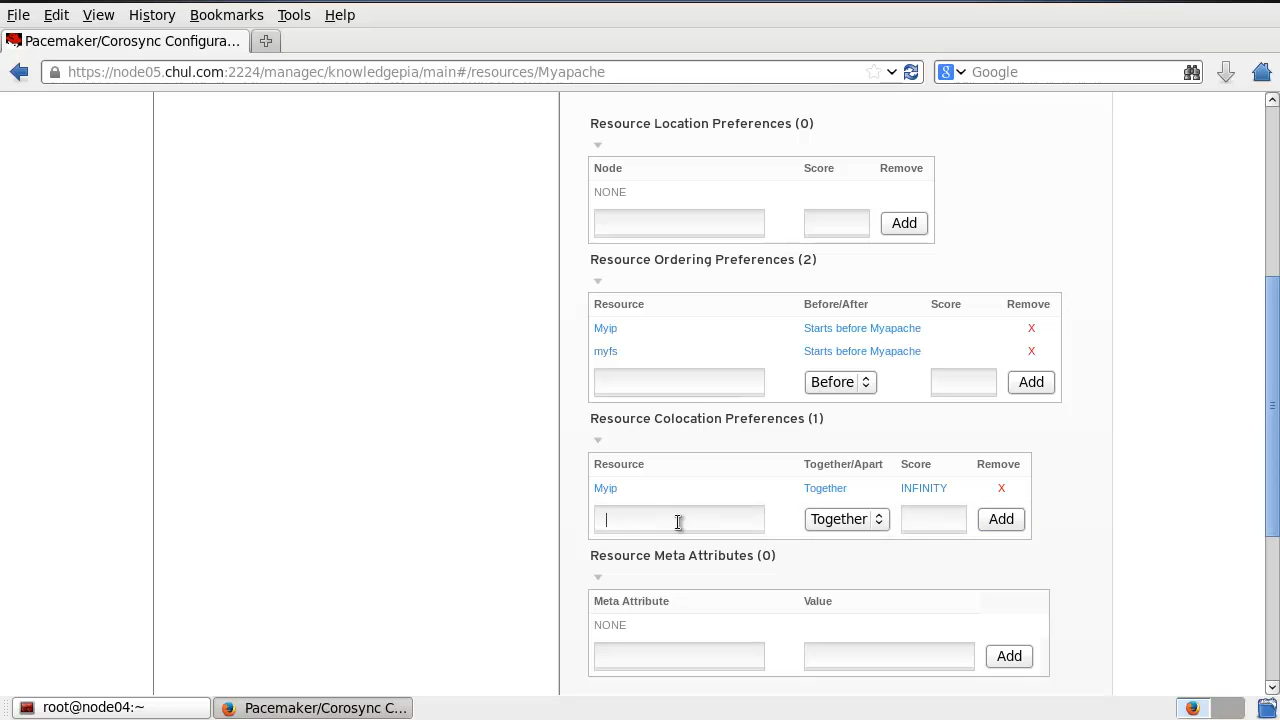 File Edit View History Bookmarks Tools Help
Pacemaker/Corosync Configura...
https://node05.chul.com:2224/managec/knowledgepia/main#/resources/Myapache
Google
Resource Location Preferences (0)
Node Score Remove
NONE
Add
Resource Ordering Preferences (2)
Resource Before/After Score Remove
Myip Starts before Myapache X
myfs Starts before Myapache X
Before Add
Resource Colocation Preferences (1)
Resource Together/Apart Score Remove
Myip Together INFINITY X
Together Add
Resource Meta Attributes (0)
Meta Attribute Value
NONE
Add
root@node04:~ Pacemaker/Corosync C...